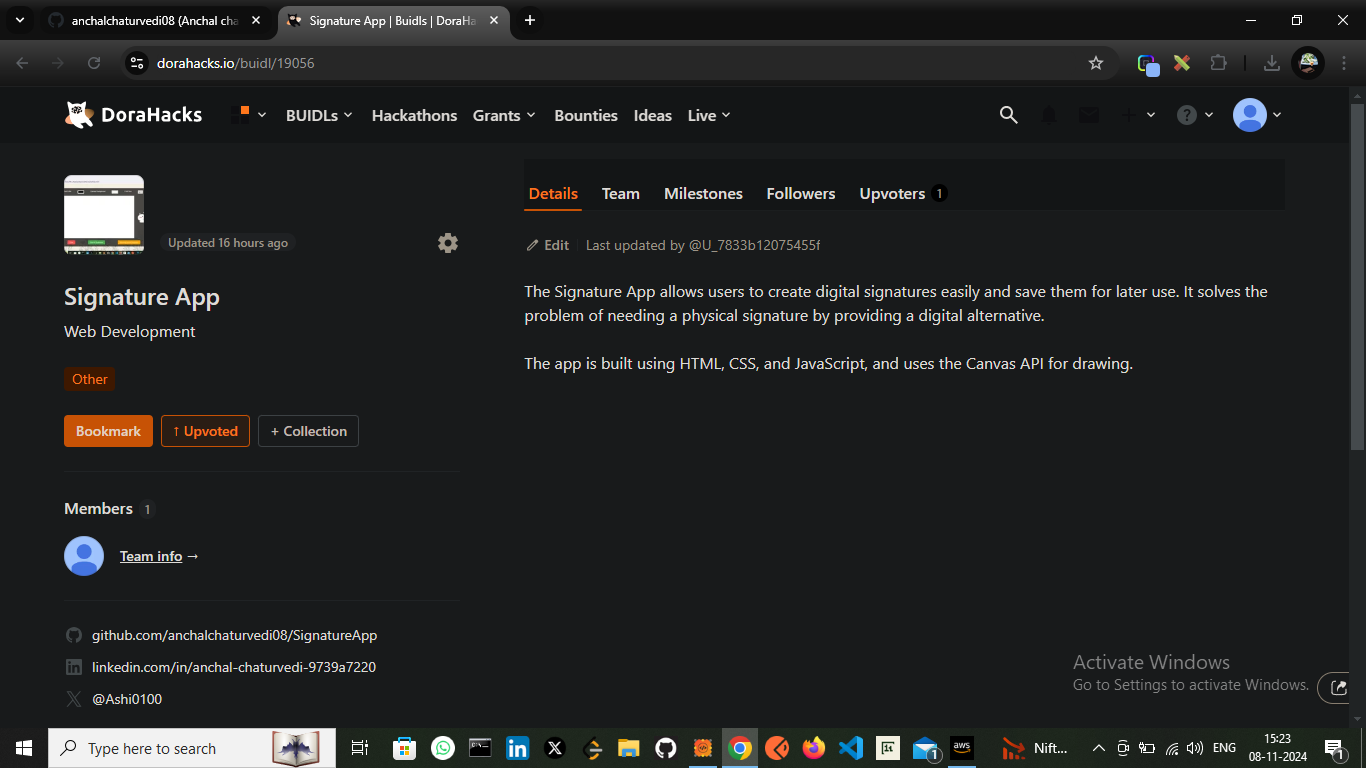 anchalchaturvedi08 (Anchal cha
Signature App | Buidls | DoraHa
dorahacks.io/buidl/19056
DoraHacks
BUIDLs
Hackathons
Grants
Bounties
Ideas
Live
Updated 16 hours ago
Signature App
Web Development
Other
Bookmark
↑ Upvoted
+ Collection
Members 1
Team info →
github.com/anchalchaturvedi08/SignatureApp
linkedin.com/in/anchal-chaturvedi-9739a7220
@Ashi0100
Details
Team
Milestones
Followers
Upvoters 1
Edit
Last updated by @U_7833b12075455f
The Signature App allows users to create digital signatures easily and save them for later use. It solves the
problem of needing a physical signature by providing a digital alternative.
The app is built using HTML, CSS, and JavaScript, and uses the Canvas API for drawing.
Activate Windows
Go to Settings to activate Windows.
Type here to search
1
aws
Nift...
ENG
15:23
08-11-2024
1